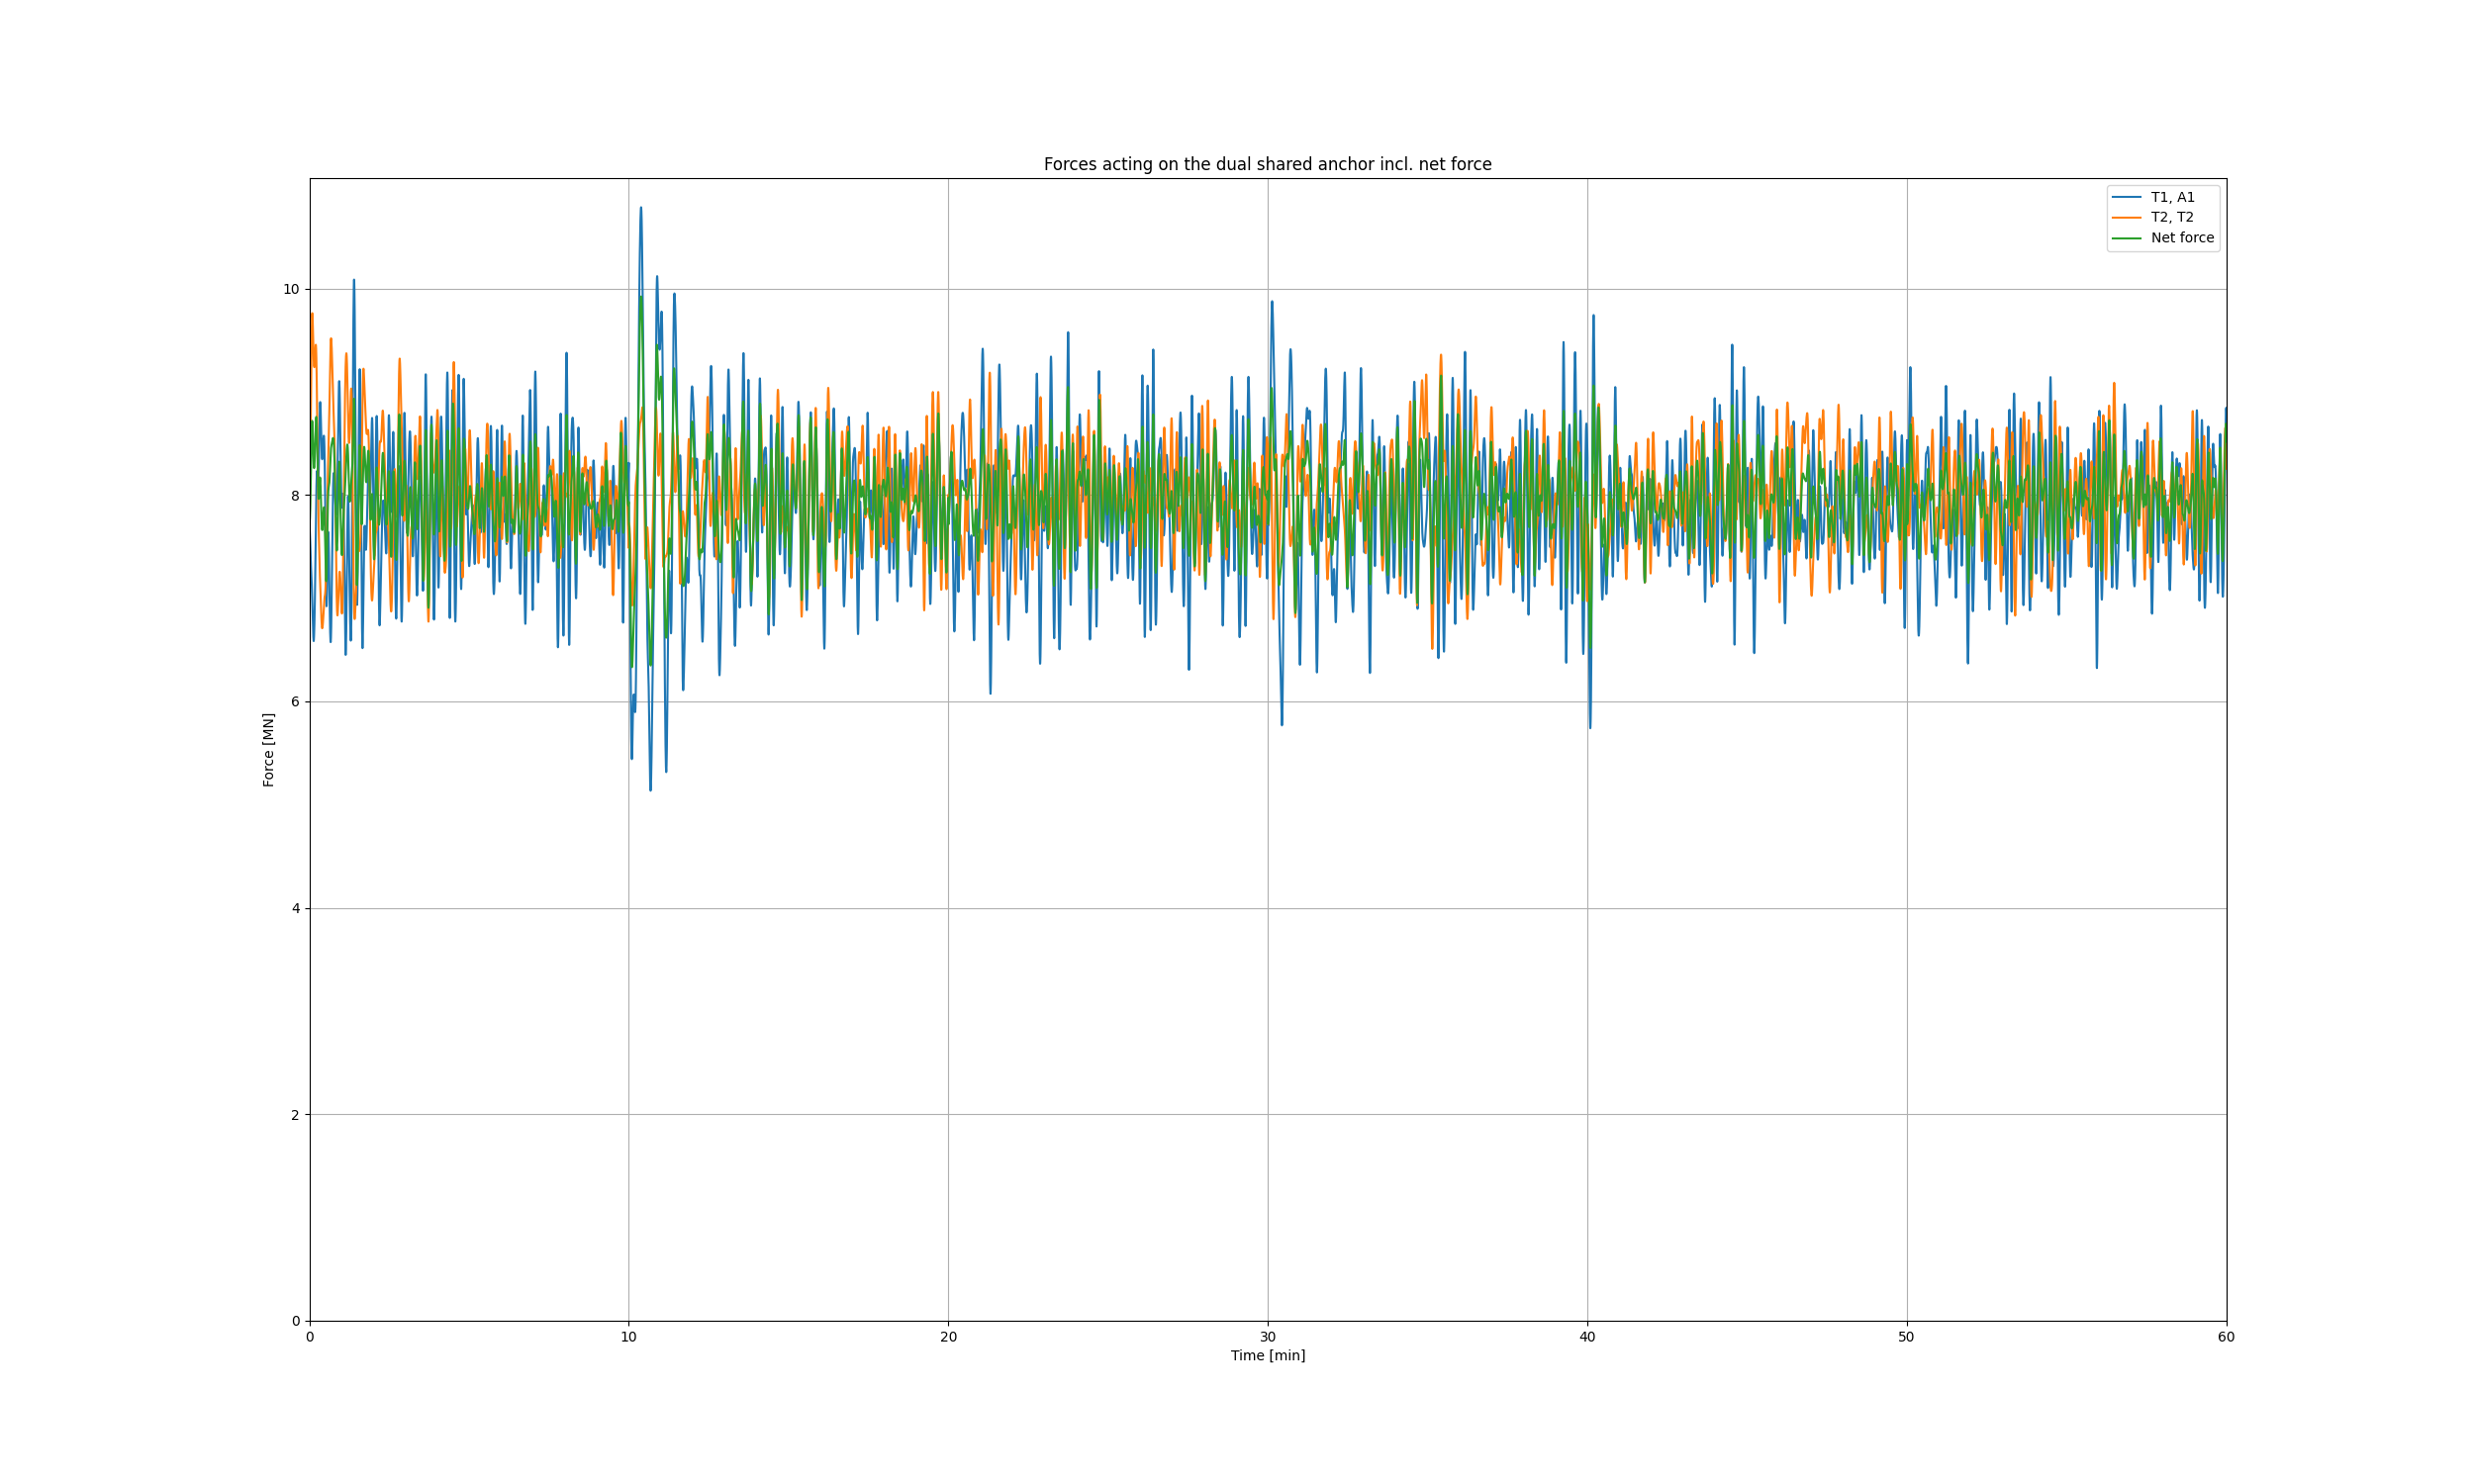 Forces acting on the dual shared anchor incl. net force
T1, A1
T2, T2
Net force
10
8
6
4
2
0
Force [MN]
0 10 20 30 40 50 60
Time [min]